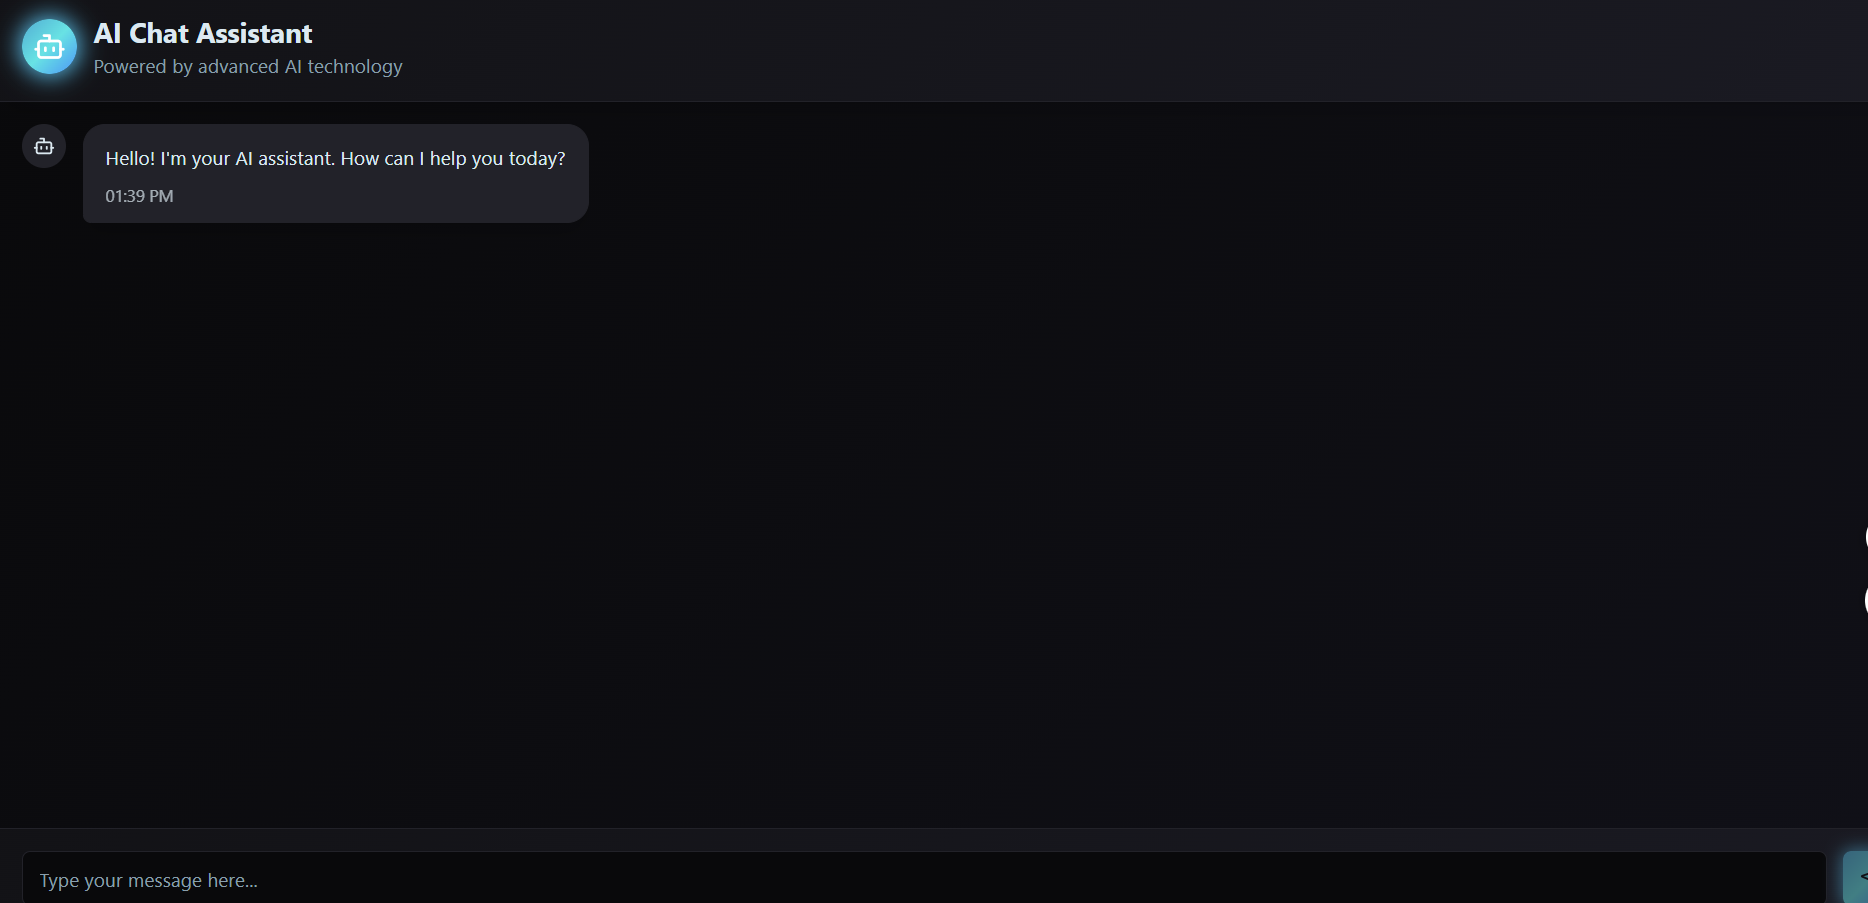 AI Chat Assistant
Powered by advanced AI technology
Hello! I'm your AI assistant. How can I help you today?
01:39 PM
Type your message here...